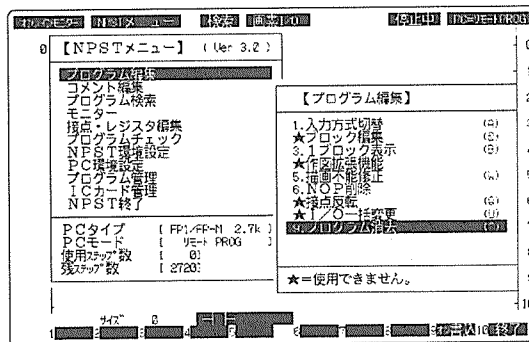 NPSTメニュー 検索 画面I/O 停止中 PC=リモートPROG
0
【NPSTメニュー】 (Ver 3.0)
プログラム編集
コメント編集
プログラム検索
モニター
接点・レジスタ編集
プログラムチェック
NPST環境設定
PC環境設定
プログラム管理
ICカード管理
NPST終了
PCタイプ [ FP1/FP-M 2.7k ]
PCモード [ リモート PROG ]
使用ステップ数 [ 0]
残ステップ数 [ 2720]
【プログラム編集】
1.入力方式切替
★ブロック編集
3.1ブロック表示 (B)
★作図拡張機能
5.描画不能修正
6.NOP削除
★接点反転
★I/O一括変更 (U)
9.プログラム消去
★=使用できません。
サイズ 0
終了